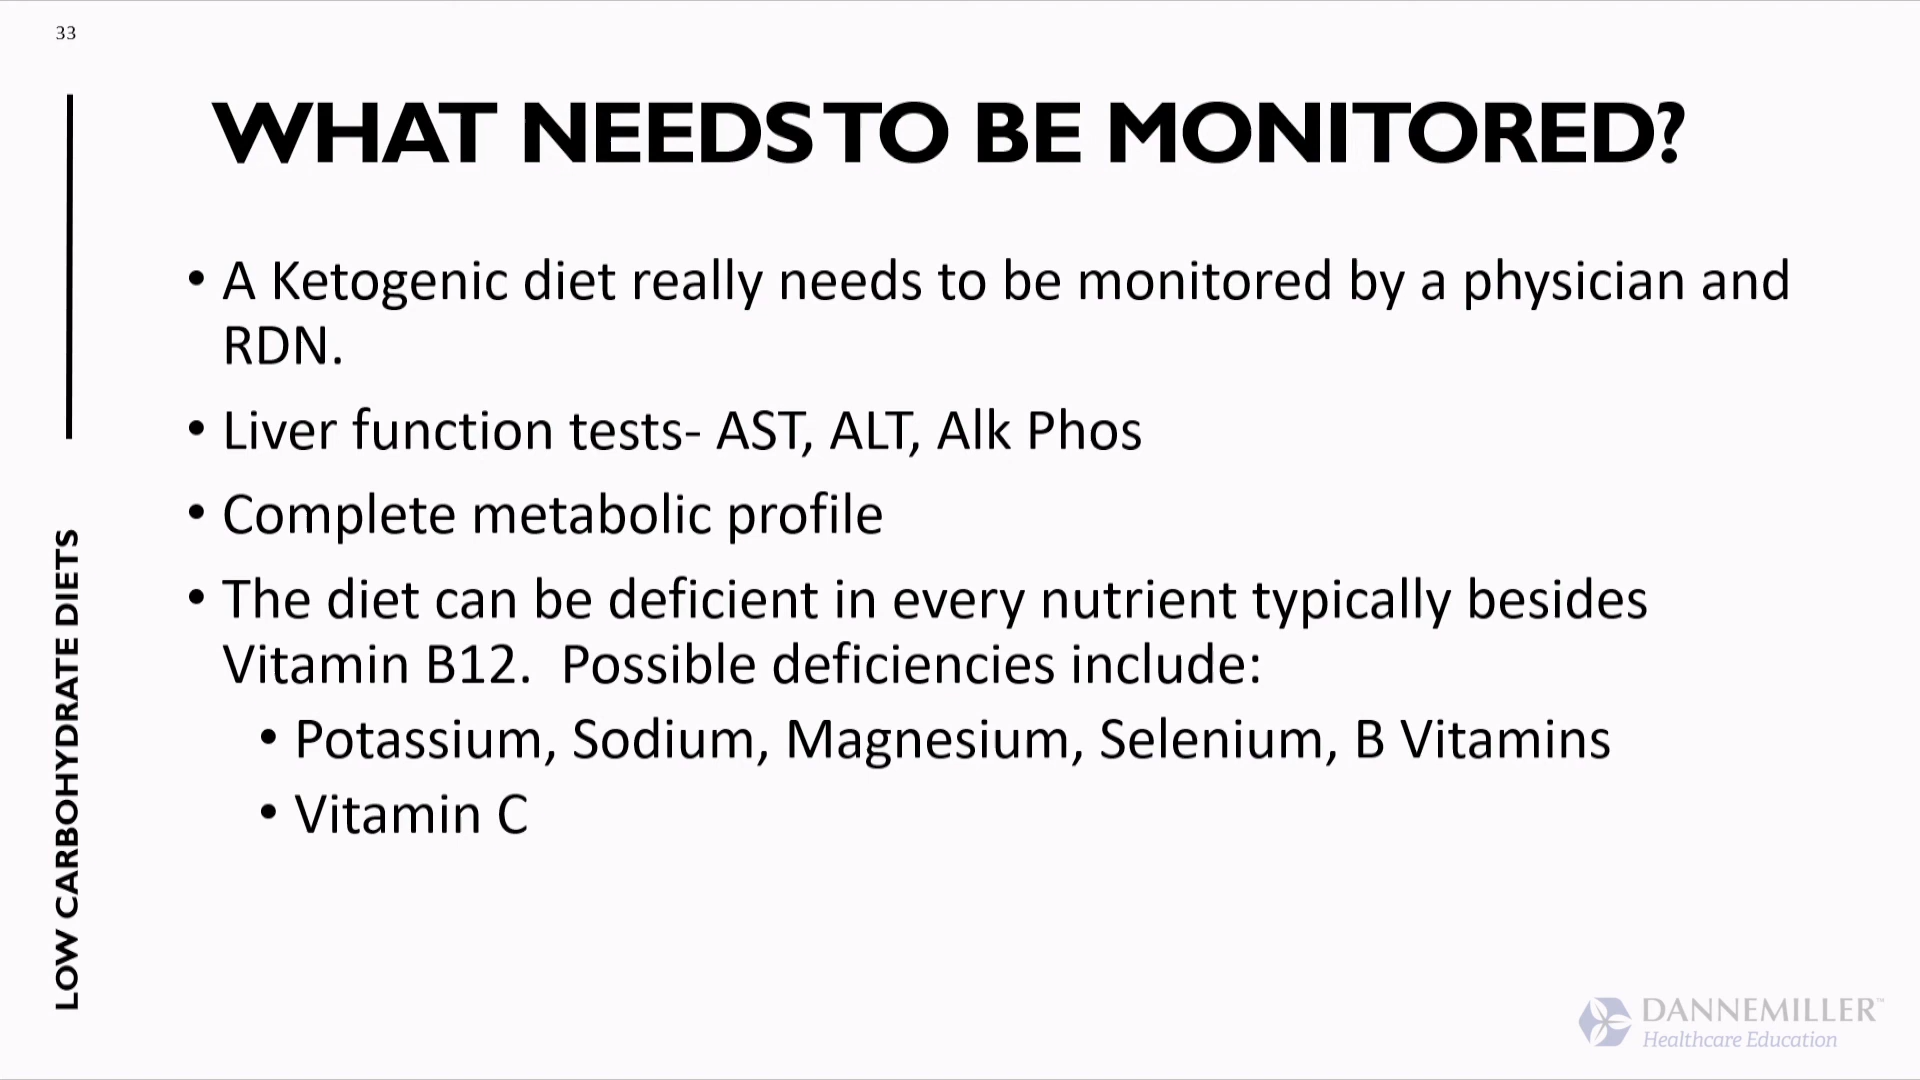 33
WHAT NEEDS TO BE MONITORED?
• A Ketogenic diet really needs to be monitored by a physician and
RDN.
• Liver function tests- AST, ALT, Alk Phos
• Complete metabolic profile
• The diet can be deficient in every nutrient typically besides
Vitamin B12.  Possible deficiencies include:
• Potassium, Sodium, Magnesium, Selenium, B Vitamins
• Vitamin C
LOW CARBOHYDRATE DIETS
DANNEMILLER™
Healthcare Education